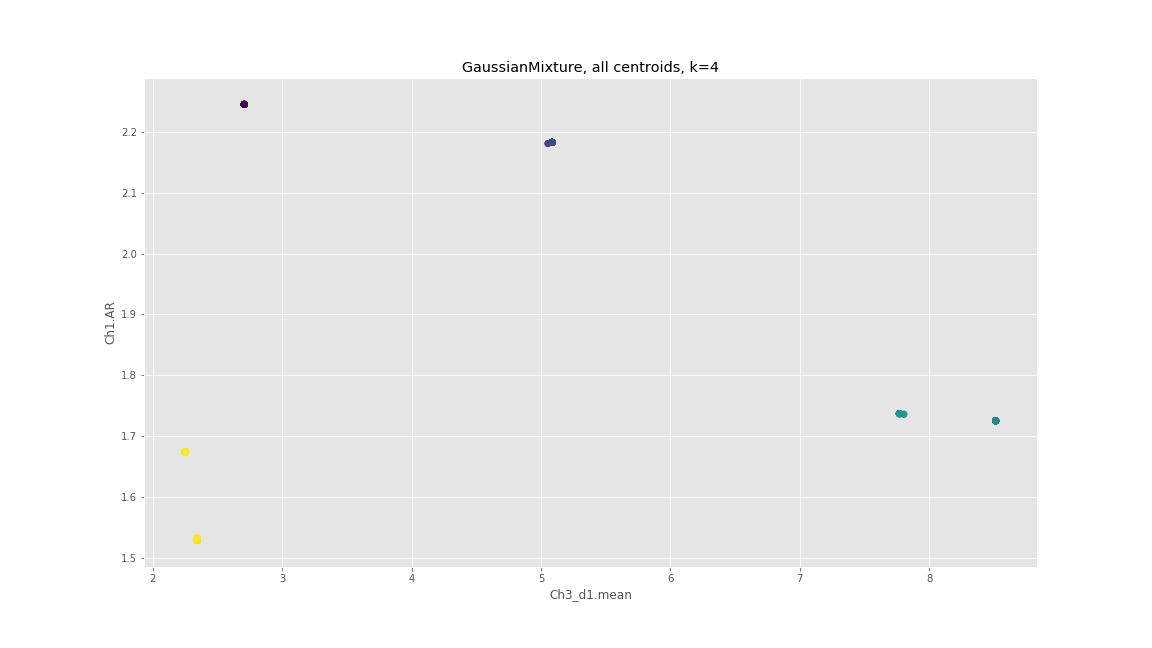 GaussianMixture, all centroids, k=4
2.2
2.1
2.0
1.9
1.8
1.7
1.6
1.5
Ch1.AR
2 3 4 5 6 7 8
Ch3_d1.mean